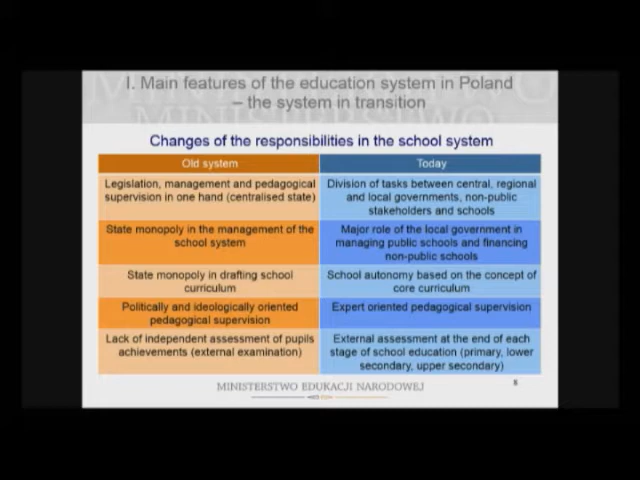 I. Main features of the education system in Poland
– the system in transition
Changes of the responsibilities in the school system
Old system
Today
Legislation, management and pedagogical
supervision in one hand (centralised state)
Division of tasks between central, regional
and local governments, non-public
stakeholders and schools
State monopoly in the management of the
school system
Major role of the local government in
managing public schools and financing
non-public schools
State monopoly in drafting school
curriculum
School autonomy based on the concept of
core curriculum
Politically and ideologically oriented
pedagogical supervision
Expert oriented pedagogical supervision
Lack of independent assessment of pupils
achievements (external examination)
External assessment at the end of each
stage of school education (primary, lower
secondary, upper secondary)
MINISTERSTWO EDUKACJI NARODOWEJ
8